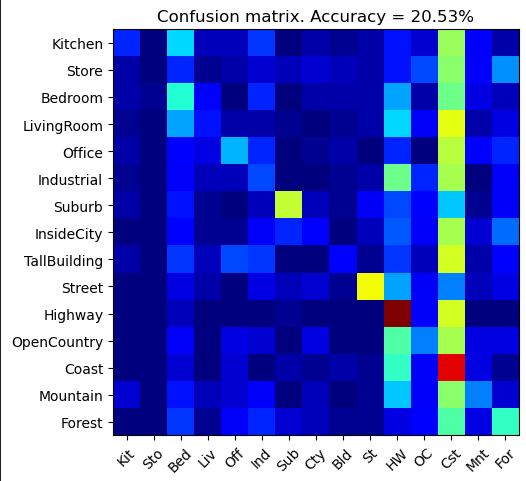 Confusion matrix. Accuracy = 20.53%
Kitchen
Store
Bedroom
LivingRoom
Office
Industrial
Suburb
InsideCity
TallBuilding
Street
Highway
OpenCountry
Coast
Mountain
Forest
Kit Sto Bed Liv Off Ind Sub Cty Bld St HW OC Cst Mnt For